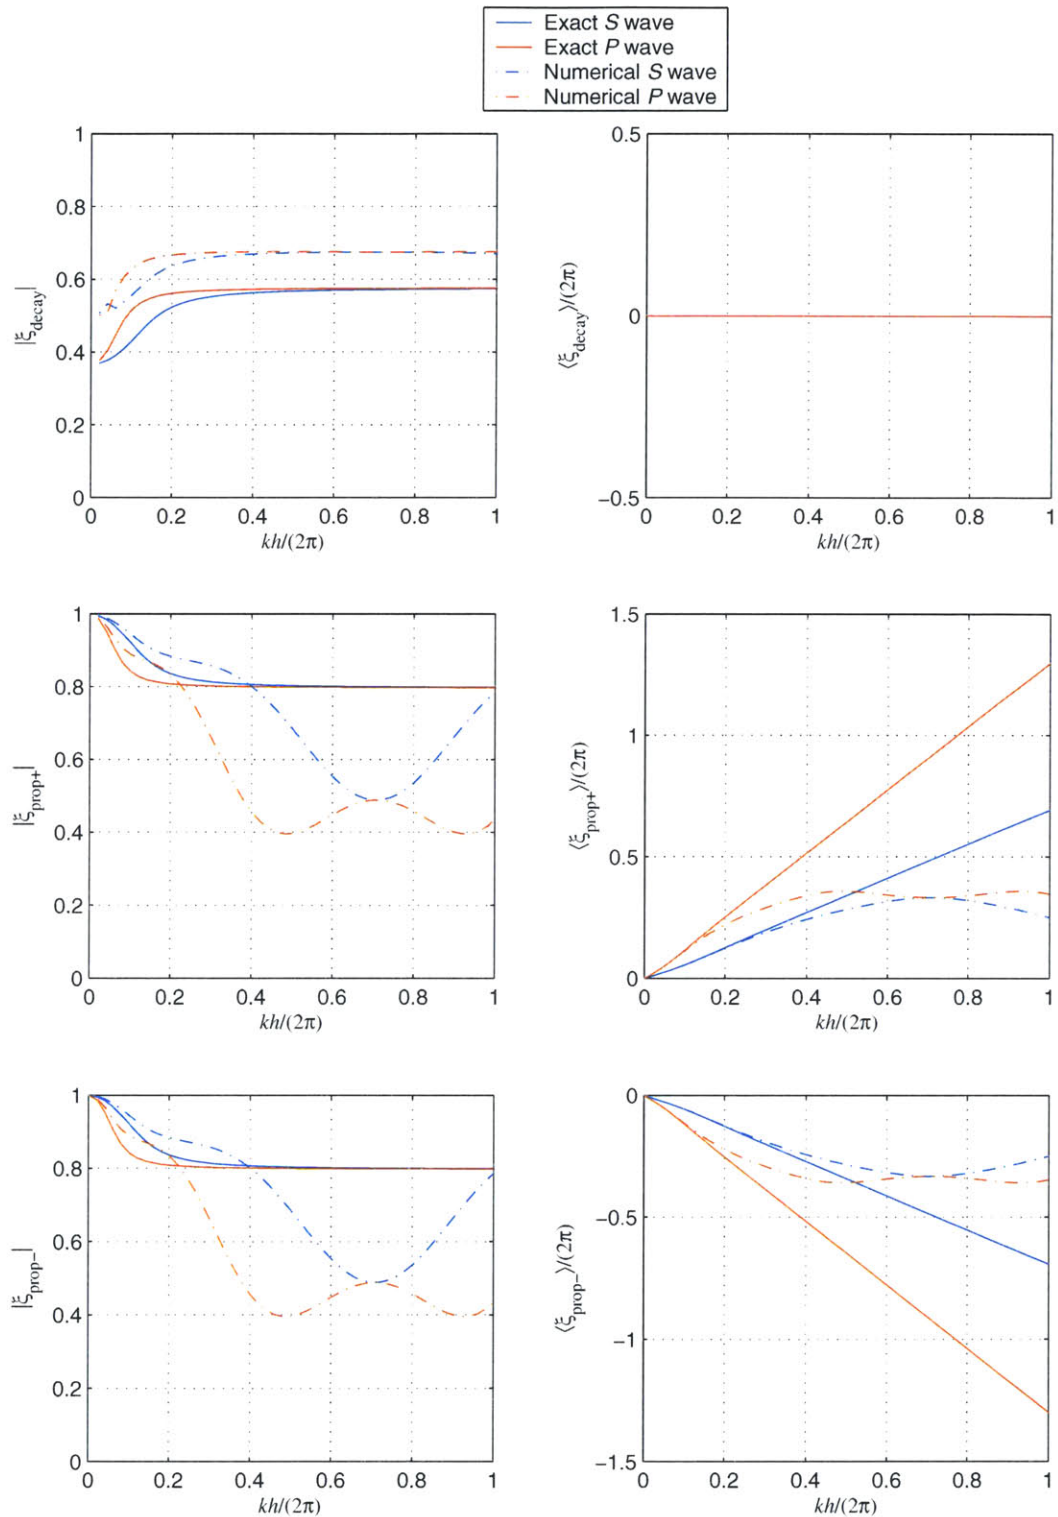 Exact S wave
Exact P wave
Numerical S wave
Numerical P wave
1
0.8
0.6
0.4
0.2
0
|ξdecay|
0 0.2 0.4 0.6 0.8 1
kh/(2π)
0.5
0
−0.5
⟨ξdecay⟩/(2π)
0 0.2 0.4 0.6 0.8 1
kh/(2π)
1
0.8
0.6
0.4
0.2
0
|ξprop+|
0 0.2 0.4 0.6 0.8 1
kh/(2π)
1.5
1
0.5
0
⟨ξprop+⟩/(2π)
0 0.2 0.4 0.6 0.8 1
kh/(2π)
1
0.8
0.6
0.4
0.2
0
|ξprop−|
0 0.2 0.4 0.6 0.8 1
kh/(2π)
0
−0.5
−1
−1.5
⟨ξprop−⟩/(2π)
0 0.2 0.4 0.6 0.8 1
kh/(2π)